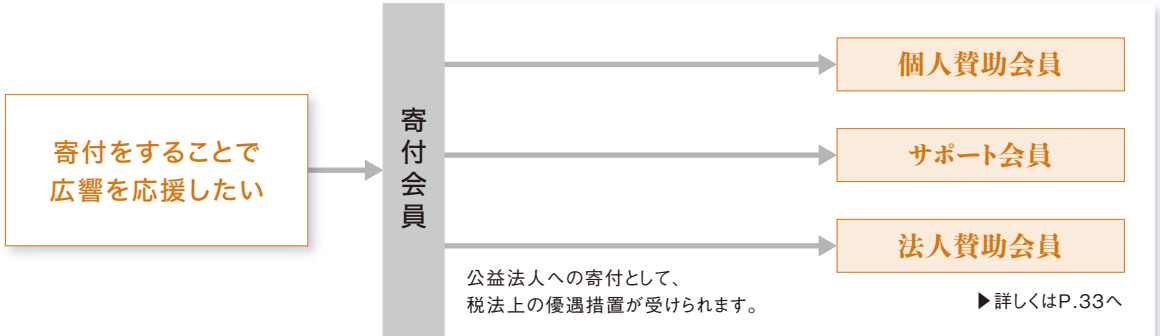 寄付をすることで
広響を応援したい
寄付会員
個人賛助会員
サポート会員
法人賛助会員
公益法人への寄付として、
税法上の優遇措置が受けられます。
▶詳しくはP.33へ